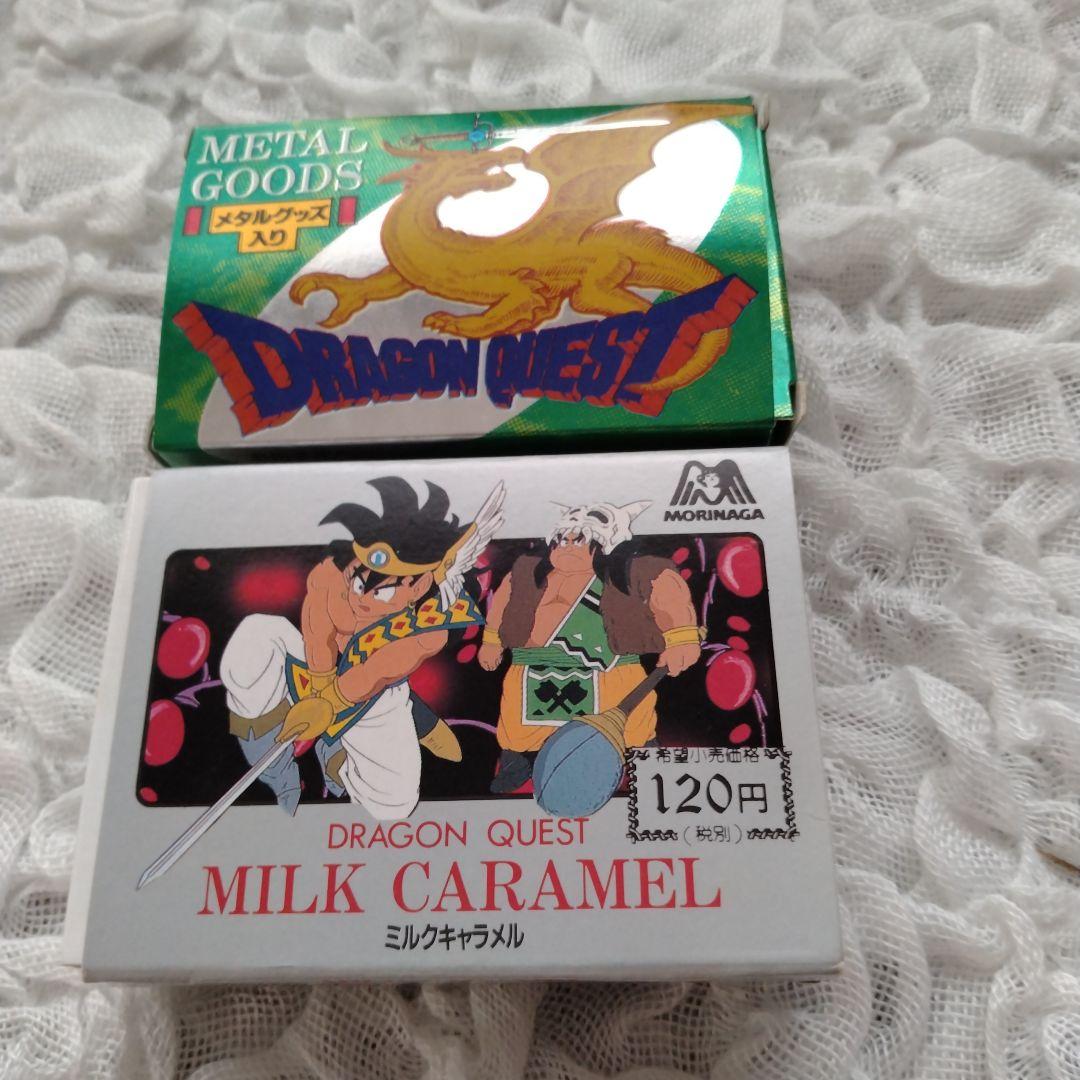 METAL
GOODS
メタルグッズ
入り
DRAGON QUEST
MORINAGA
希望小売価格
120円
(税別)
DRAGON QUEST
MILK CARAMEL
ミルクキャラメル